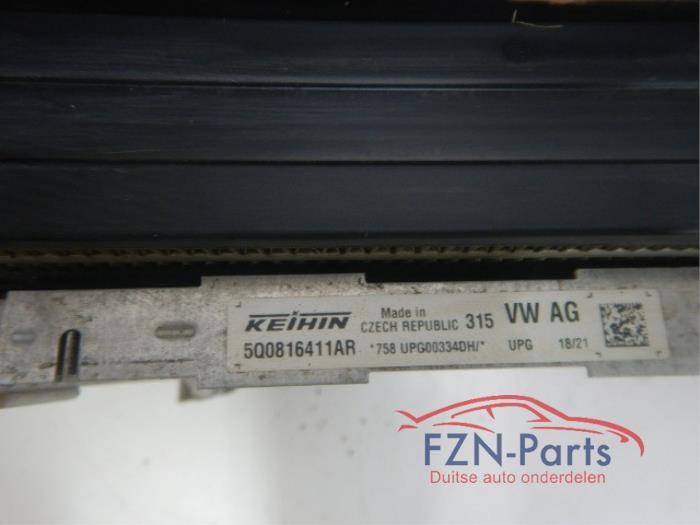 KEIHIN Made in CZECH REPUBLIC 315 VW AG
5Q0816411AR *758 UPG00334DH/* UPG 18/21
FZN-Parts
Duitse auto onderdelen